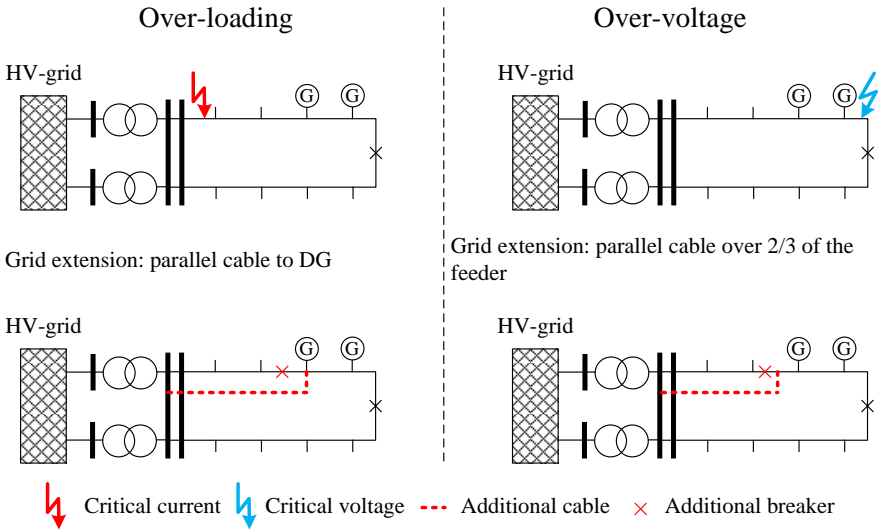 Over-loading
Over-voltage
HV-grid
G
G
HV-grid
G
G
Grid extension: parallel cable to DG
Grid extension: parallel cable over 2/3 of the
feeder
HV-grid
G
G
HV-grid
G
G
Critical current
Critical voltage
Additional cable
Additional breaker